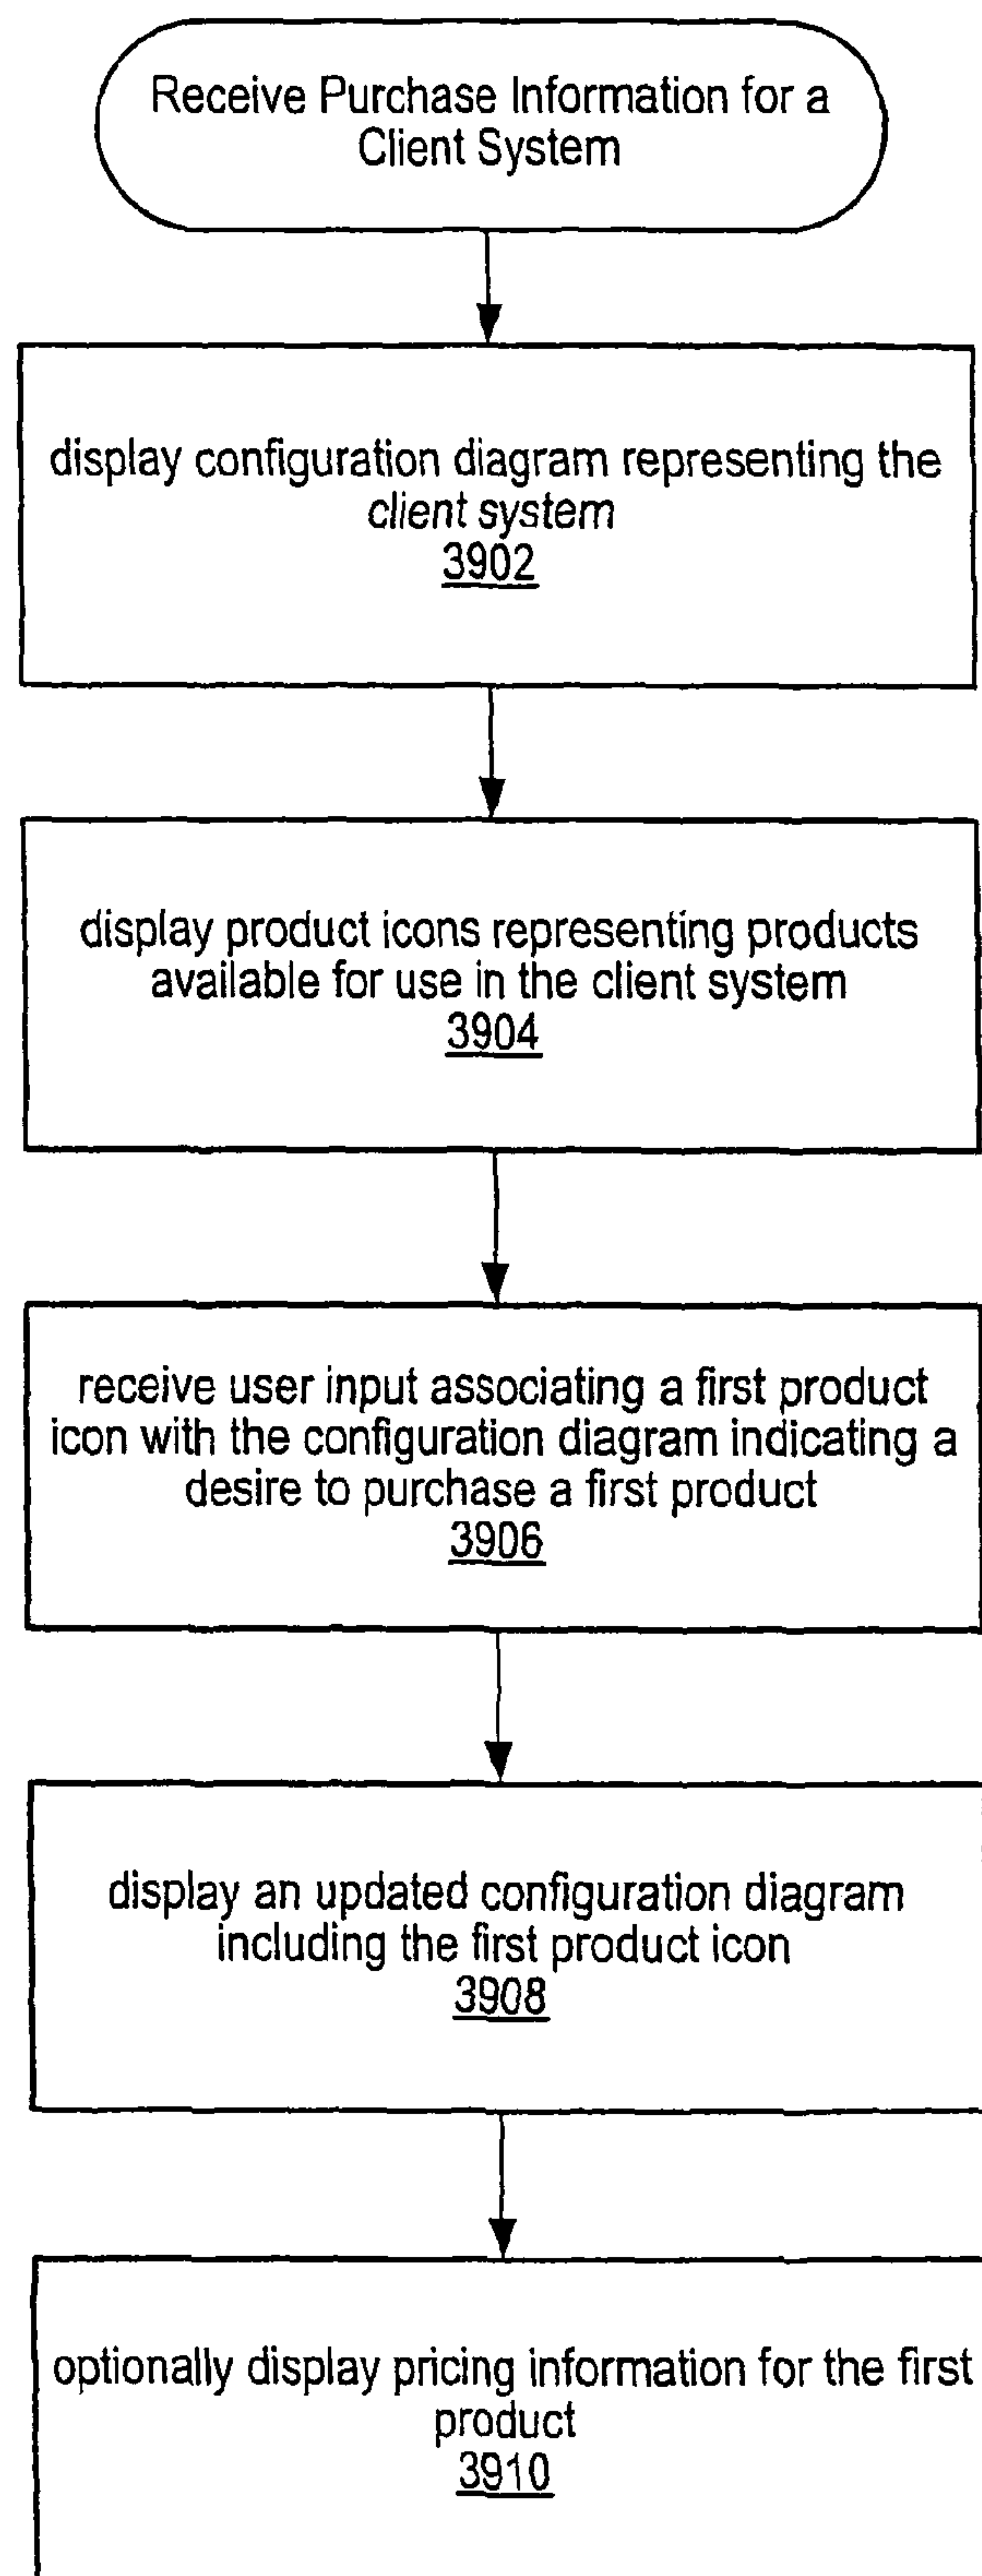 Receive Purchase Information for a
Client System
display configuration diagram representing the
client system
3902
display product icons representing products
available for use in the client system
3904
receive user input associating a first product
icon with the configuration diagram indicating a
desire to purchase a first product
3906
display an updated configuration diagram
including the first product icon
3908
optionally display pricing information for the first
product
3910